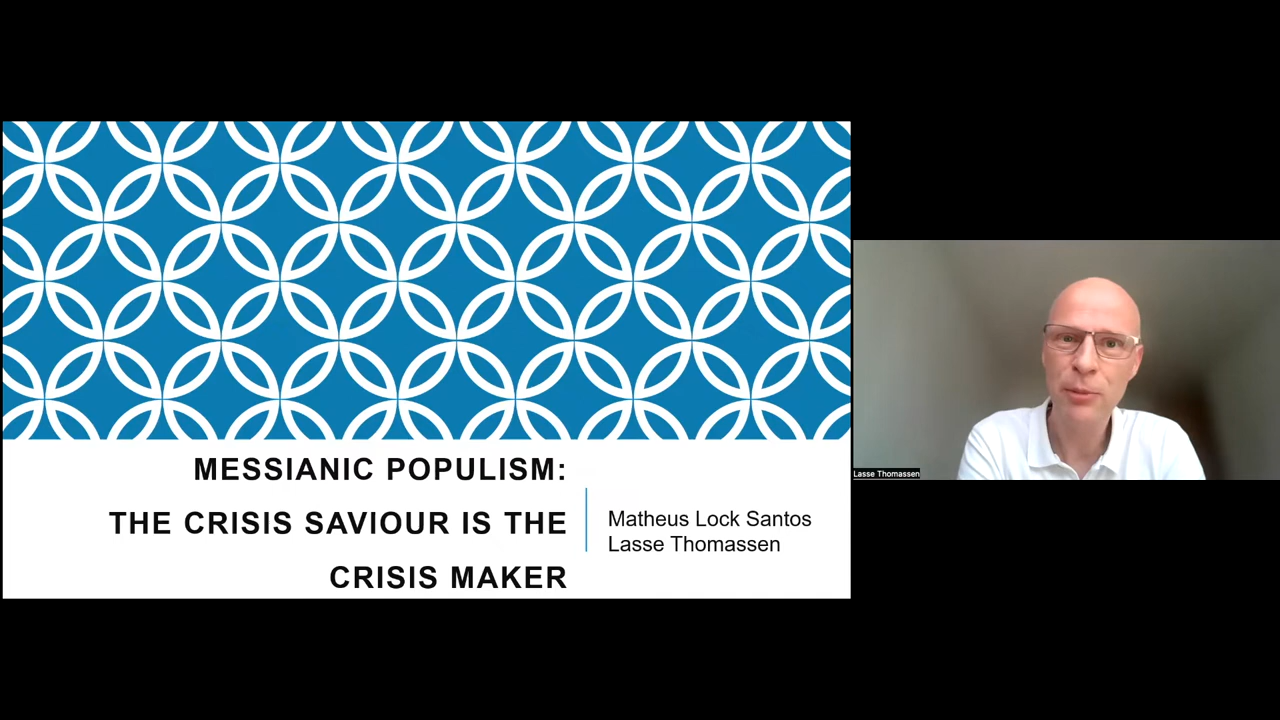 MESSIANIC POPULISM:
THE CRISIS SAVIOUR IS THE
CRISIS MAKER
Matheus Lock Santos
Lasse Thomassen
Lasse Thomassen